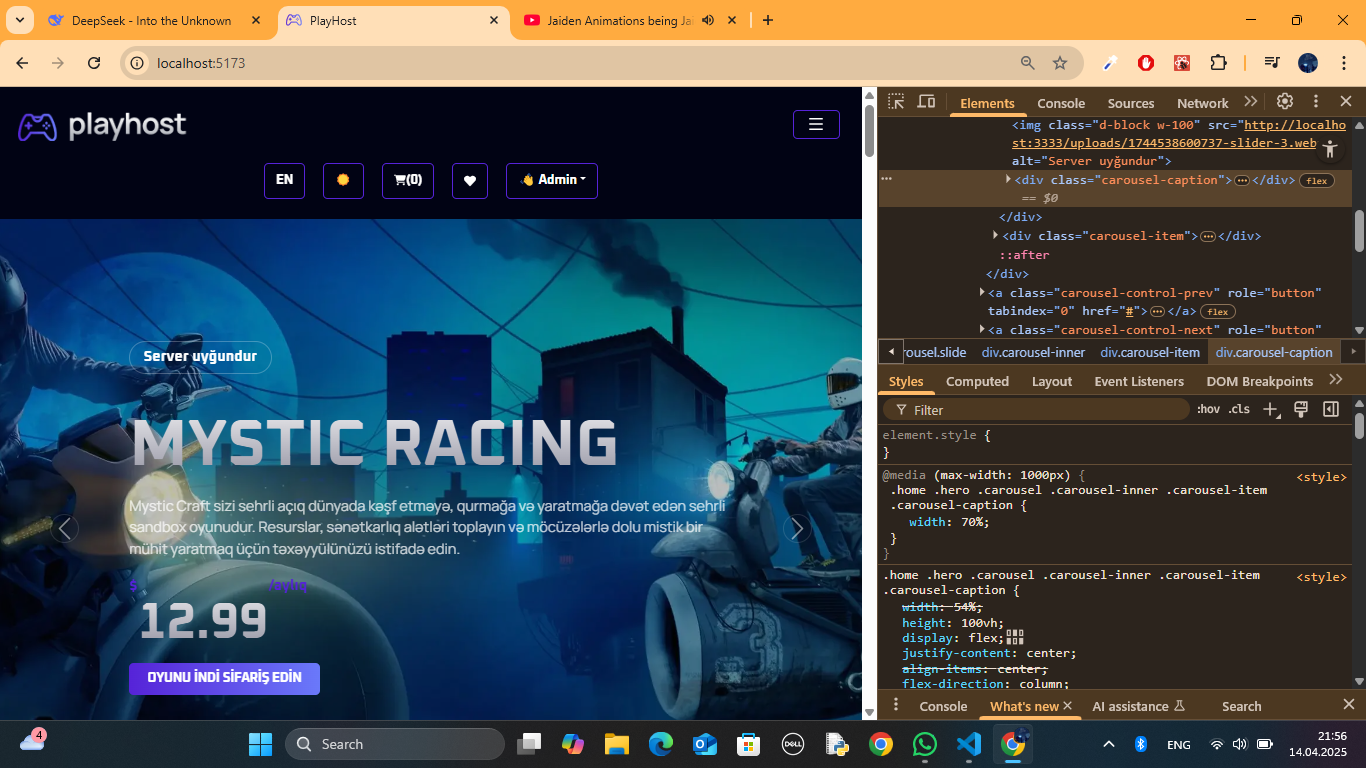 DeepSeek - Into the Unknown
PlayHost
Jaiden Animations being Jai
localhost:5173
playhost
EN
(0)
Admin
Server uyğundur
MYSTIC RACING
Mystic Craft sizi sehrli açıq dünyada kəşf etməyə, qurmağa və yaratmağa dəvət edən sehrli
sandbox oyunudur. Resurslar, sənətkarlıq alətləri toplayın və möcüzələrlə dolu mistik bir
mühit yaratmaq üçün təxəyyülünüzü istifadə edin.
$ 12.99 /aylıq
OYUNU İNDİ SİFARİŞ EDİN
3
Elements Console Sources Network
<img class="d-block w-100" src="http://localho
st:3333/uploads/1744538600737-slider-3.web
alt="Server uyğundur">
<div class="carousel-caption"> ⋯ </div> flex
== $0
</div>
<div class="carousel-item"> ⋯ </div>
::after
</div>
<a class="carousel-control-prev" role="button"
tabindex="0" href="#"> ⋯ </a> flex
<a class="carousel-control-next" role="button"
rousel.slide div.carousel-inner div.carousel-item div.carousel-caption
Styles Computed Layout Event Listeners DOM Breakpoints
Filter :hov .cls
element.style {
}
@media (max-width: 1000px) { <style>
.home .hero .carousel .carousel-inner .carousel-item
.carousel-caption {
width: 70%;
}
}
.home .hero .carousel .carousel-inner .carousel-item <style>
.carousel-caption {
width: 54%;
height: 100vh;
display: flex;
justify-content: center;
align-items: center;
flex-direction: column;
Console What's new AI assistance Search
4
Search
DELL
ENG
21:56
14.04.2025